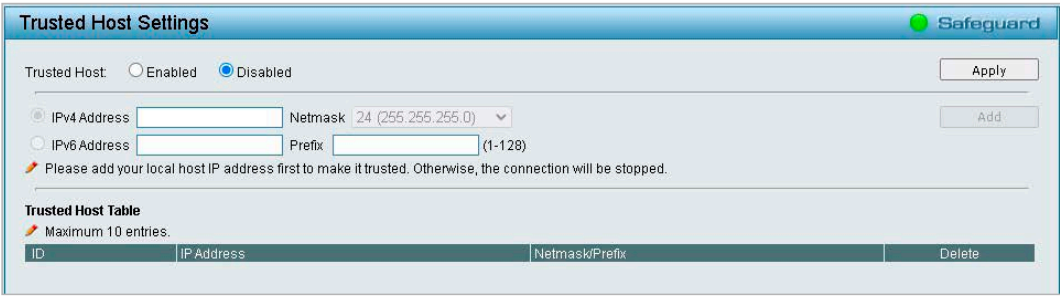 Trusted Host Settings Safeguard
Trusted Host: Enabled Disabled Apply
IPv4 Address Netmask 24 (255.255.255.0) Add
IPv6 Address Prefix (1-128)
Please add your local host IP address first to make it trusted. Otherwise, the connection will be stopped.
Trusted Host Table
Maximum 10 entries.
ID IP Address Netmask/Prefix Delete